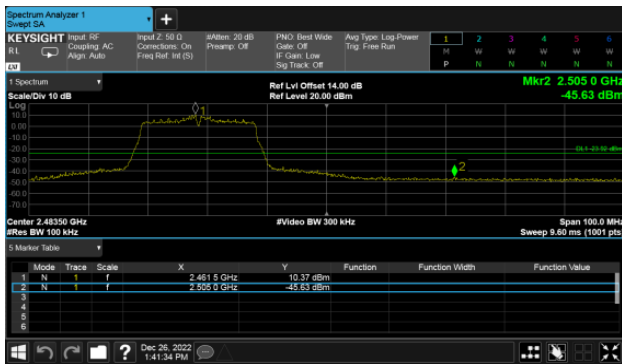 Spectrum Analyzer 1
Swept SA
+
KEYSIGHT Input: RF Input Z: 50 Ω #Atten: 20 dB PNO: Best Wide Avg Type: Log-Power 1 2 3 4 5 6
RL Coupling: AC Corrections: On Preamp: Off Gate: Off Trig: Free Run M W W W W W
Align: Auto Freq Ref: Int (S) IF Gain: Low
Sig Track: Off P N N N N N
LXI
1 Spectrum Ref Lvl Offset 14.00 dB Mkr2 2.505 0 GHz
Scale/Div 10 dB Ref Level 20.00 dBm -45.63 dBm
Log
10.0
0.00
-10.0
-20.0
-30.0
-40.0
-50.0
-60.0
-70.0
1
DL1 -23.52 dBm
2
Center 2.48350 GHz #Video BW 300 kHz Span 100.0 MHz
#Res BW 100 kHz Sweep 9.60 ms (1001 pts)
5 Marker Table
Mode Trace Scale X Y Function Function Width Function Value
1 N 1 f 2.461 5 GHz 10.37 dBm
2 N 1 f 2.505 0 GHz -45.63 dBm
3
4
5
6
? Dec 26, 2022
1:41:34 PM